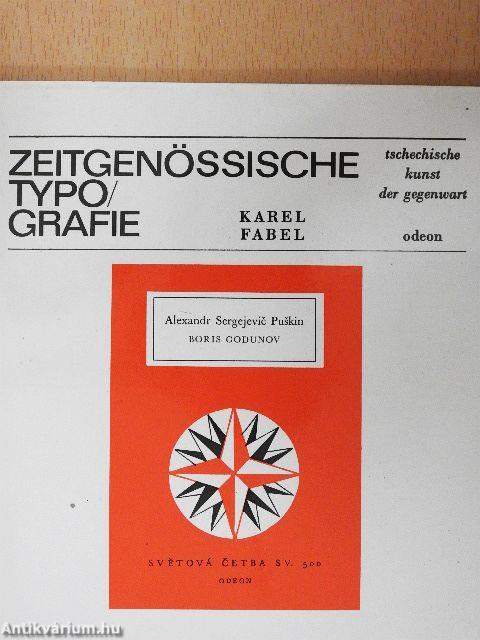 ZEITGENÖSSISCHE
TYPO/
GRAFIE
KAREL
FABEL
tschechische
kunst
der gegenwart
odeon
Alexandr Sergejevič Puškin
BORIS GODUNOV
SVĚTOVÁ ČETBA SV. 500
ODEON
Antikvárium.hu